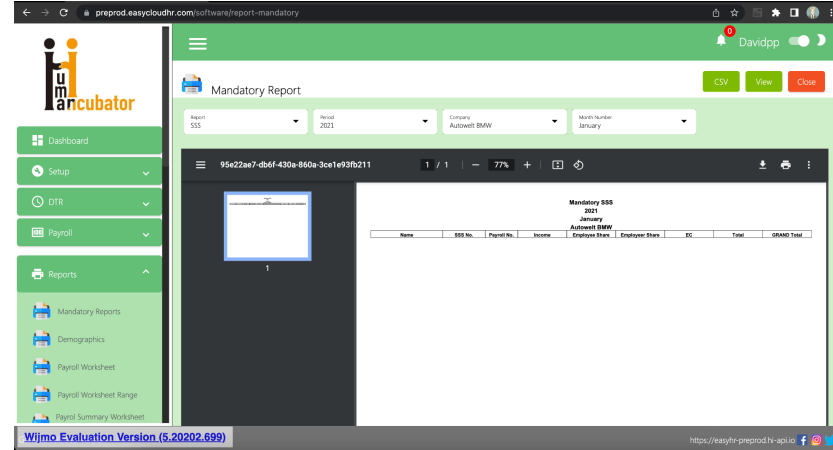 preprod.easycloudhr.com/software/report-mandatory
Humancubator
0
Davidpp
Mandatory Report
CSV
View
Close
Report
SSS
Period
2021
Company
Autowelt BMW
Month Number
January
Dashboard
Setup
DTR
Payroll
Reports
Mandatory Reports
Demographics
Payroll Worksheet
Payroll Worksheet Range
Payrol Summary Worksheet
95e22ae7-db6f-430a-860a-3ce1e93fb211
1 / 1
77%
1
Mandatory SSS
2021
January
Autowelt BMW
Name SSS No. Payroll No. Income Employee Share Employeer Share EC Total GRAND Total
Wijmo Evaluation Version (5.20202.699)
https://easyhr-preprod.hi-api.io